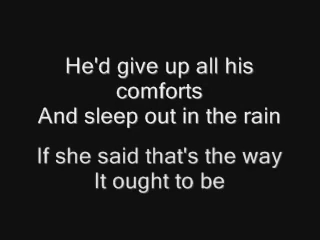 He'd give up all his
comforts
And sleep out in the rain
If she said that's the way
It ought to be